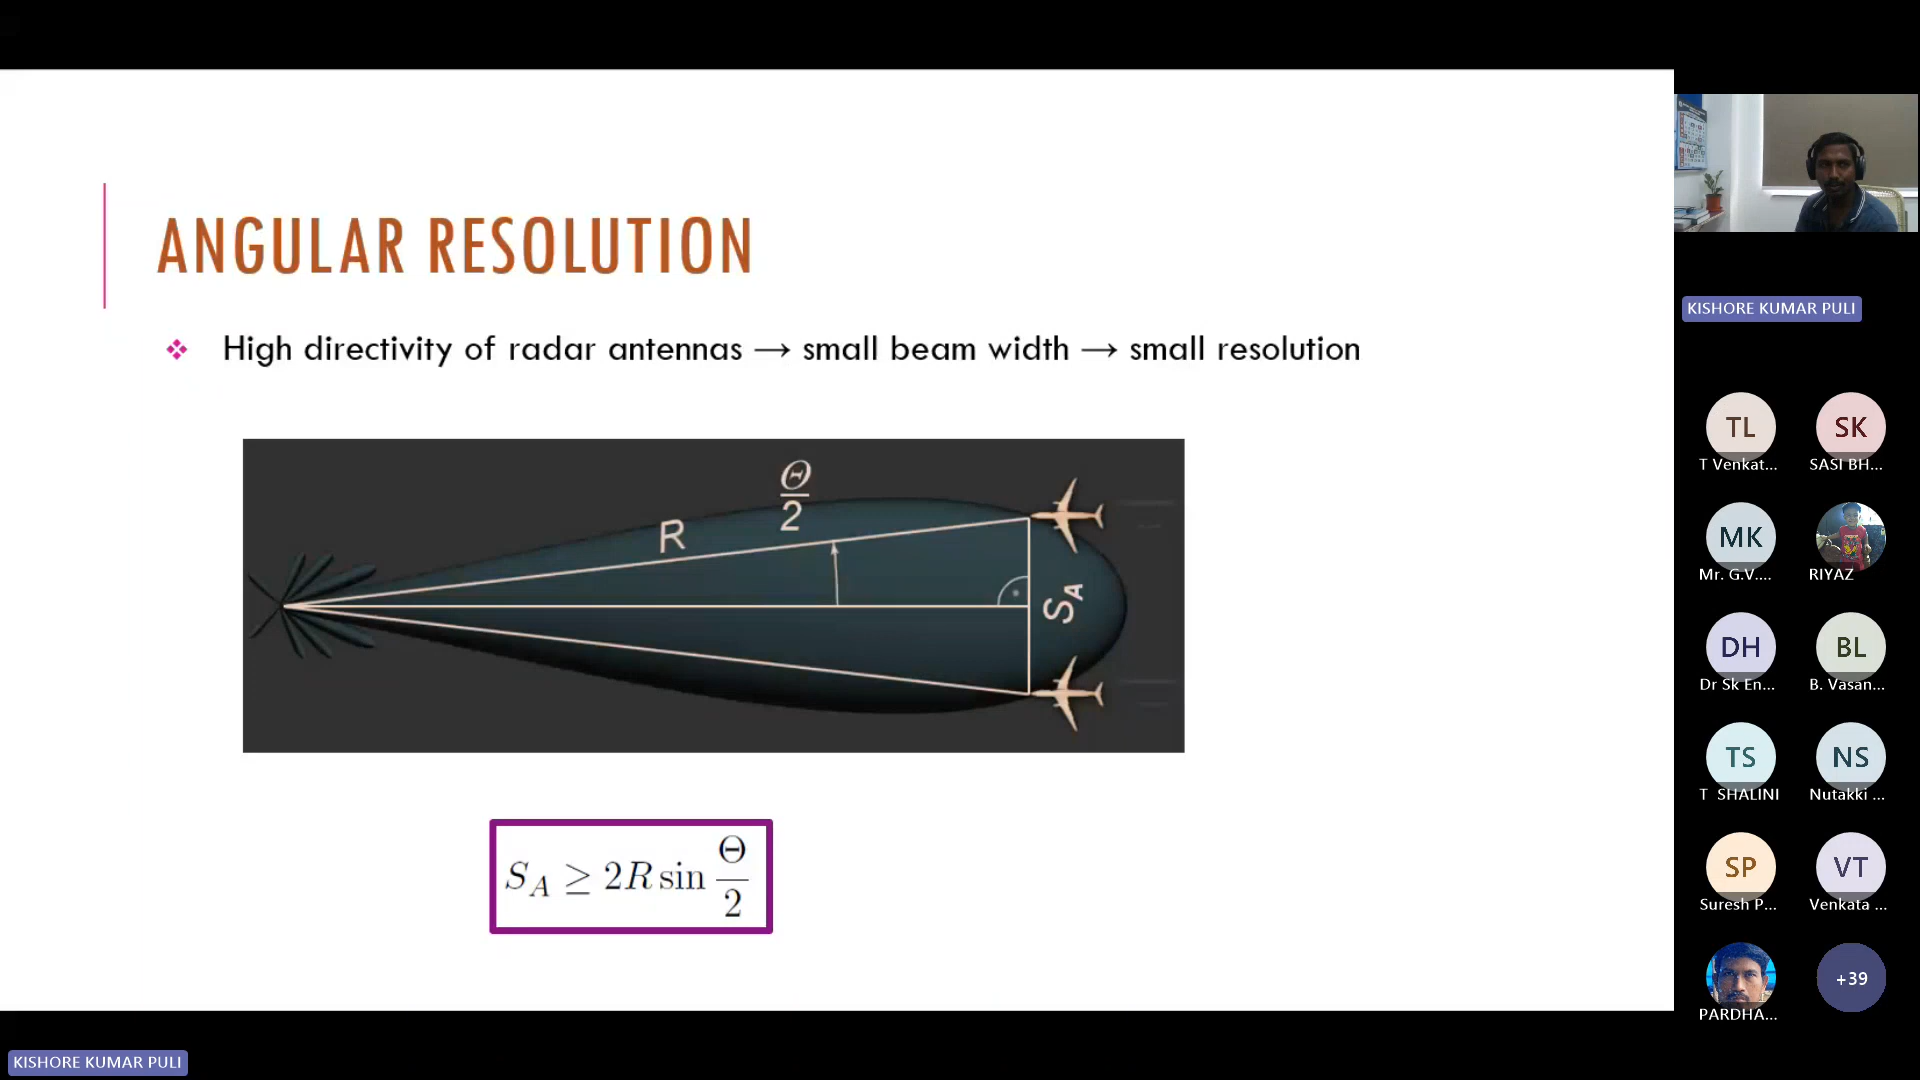 ANGULAR RESOLUTION
❖ High directivity of radar antennas → small beam width → small resolution
Θ
2
R
S_A
S_A ≥ 2R sin Θ/2
KISHORE KUMAR PULI
TL
SK
T Venkat...
SASI BH...
MK
Mr. G.V....
RIYAZ
DH
BL
Dr Sk En...
B. Vasan...
TS
NS
T SHALINI
Nutakki ...
SP
VT
Suresh P...
Venkata ...
+39
PARDHA...
KISHORE KUMAR PULI